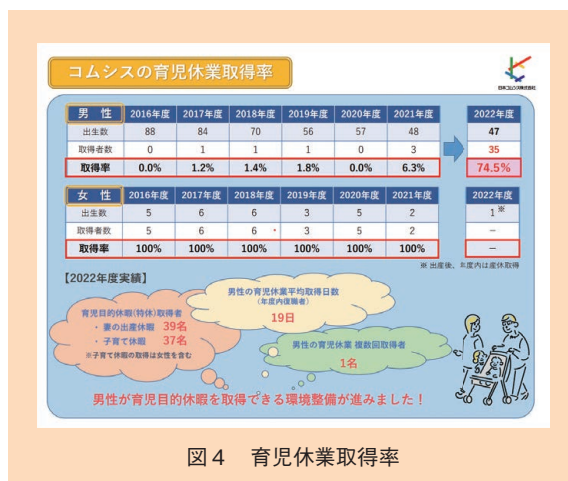 コムシスの育児休業取得率
日本コムシス株式会社
男 性 2016年度 2017年度 2018年度 2019年度 2020年度 2021年度 2022年度
出生数 88 84 70 56 57 48 47
取得者数 0 1 1 1 0 3 35
取得率 0.0% 1.2% 1.4% 1.8% 0.0% 6.3% 74.5%
女 性 2016年度 2017年度 2018年度 2019年度 2020年度 2021年度 2022年度
出生数 5 6 6 3 5 2 1※
取得者数 5 6 6 3 5 2 −
取得率 100% 100% 100% 100% 100% 100% −
※ 出産後、年度内は産休取得
【2022年度実績】
男性の育児休業平均取得日数
(年度内復職者)
19日
育児目的休暇(特休)取得者
・ 妻の出産休暇 39名
・ 子育て休暇 37名
※子育て休暇の取得は女性を含む
男性の育児休業 複数回取得者
1名
男性が育児目的休暇を取得できる環境整備が進みました！
図4 育児休業取得率